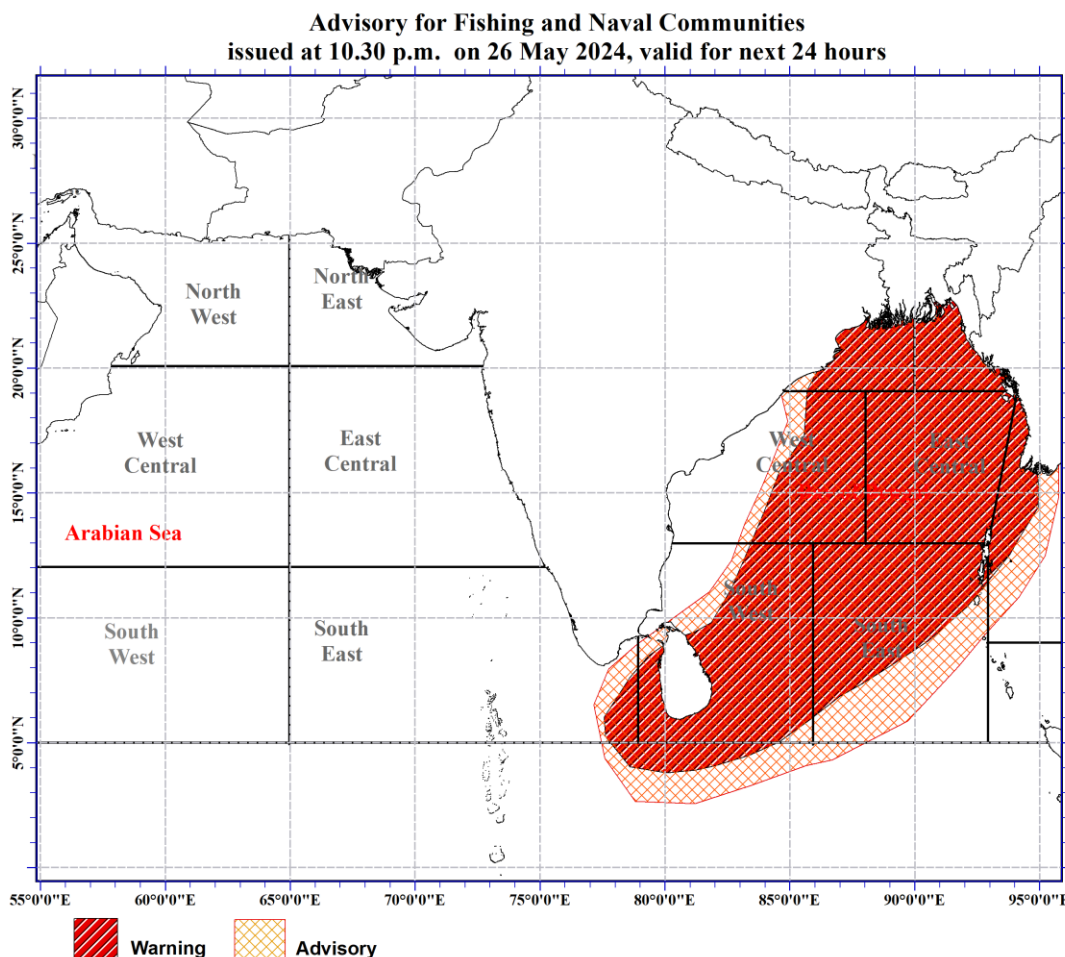 Advisory for Fishing and Naval Communities
issued at 10.30 p.m. on 26 May 2024, valid for next 24 hours
30°0'0"N
25°0'0"N
20°0'0"N
15°0'0"N
10°0'0"N
5°0'0"N
North
West
North
East
West
Central
East
Central
Arabian Sea
South
West
South
East
West
Central
East
Central
South
West
South
East
55°0'0"E
60°0'0"E
65°0'0"E
70°0'0"E
75°0'0"E
80°0'0"E
85°0'0"E
90°0'0"E
95°0'0"E
Warning
Advisory